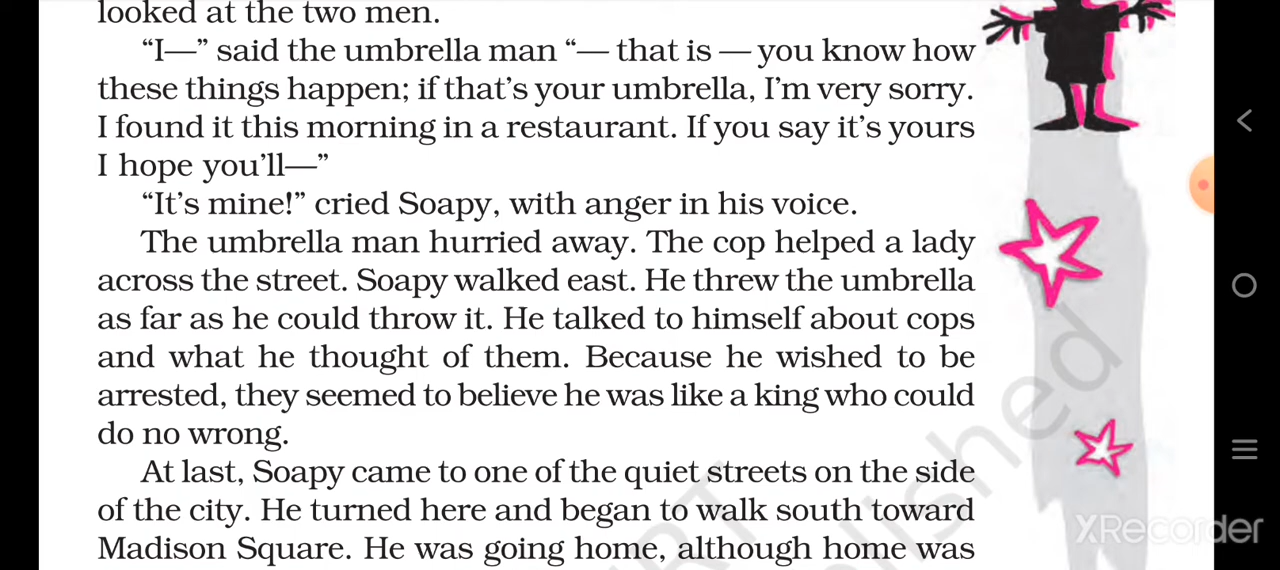 looked at the two men.
“I—” said the umbrella man “— that is — you know how
these things happen; if that’s your umbrella, I’m very sorry.
I found it this morning in a restaurant. If you say it’s yours
I hope you’ll—”
“It’s mine!” cried Soapy, with anger in his voice.
The umbrella man hurried away. The cop helped a lady
across the street. Soapy walked east. He threw the umbrella
as far as he could throw it. He talked to himself about cops
and what he thought of them. Because he wished to be
arrested, they seemed to believe he was like a king who could
do no wrong.
At last, Soapy came to one of the quiet streets on the side
of the city. He turned here and began to walk south toward
Madison Square. He was going home, although home was
XRecorder